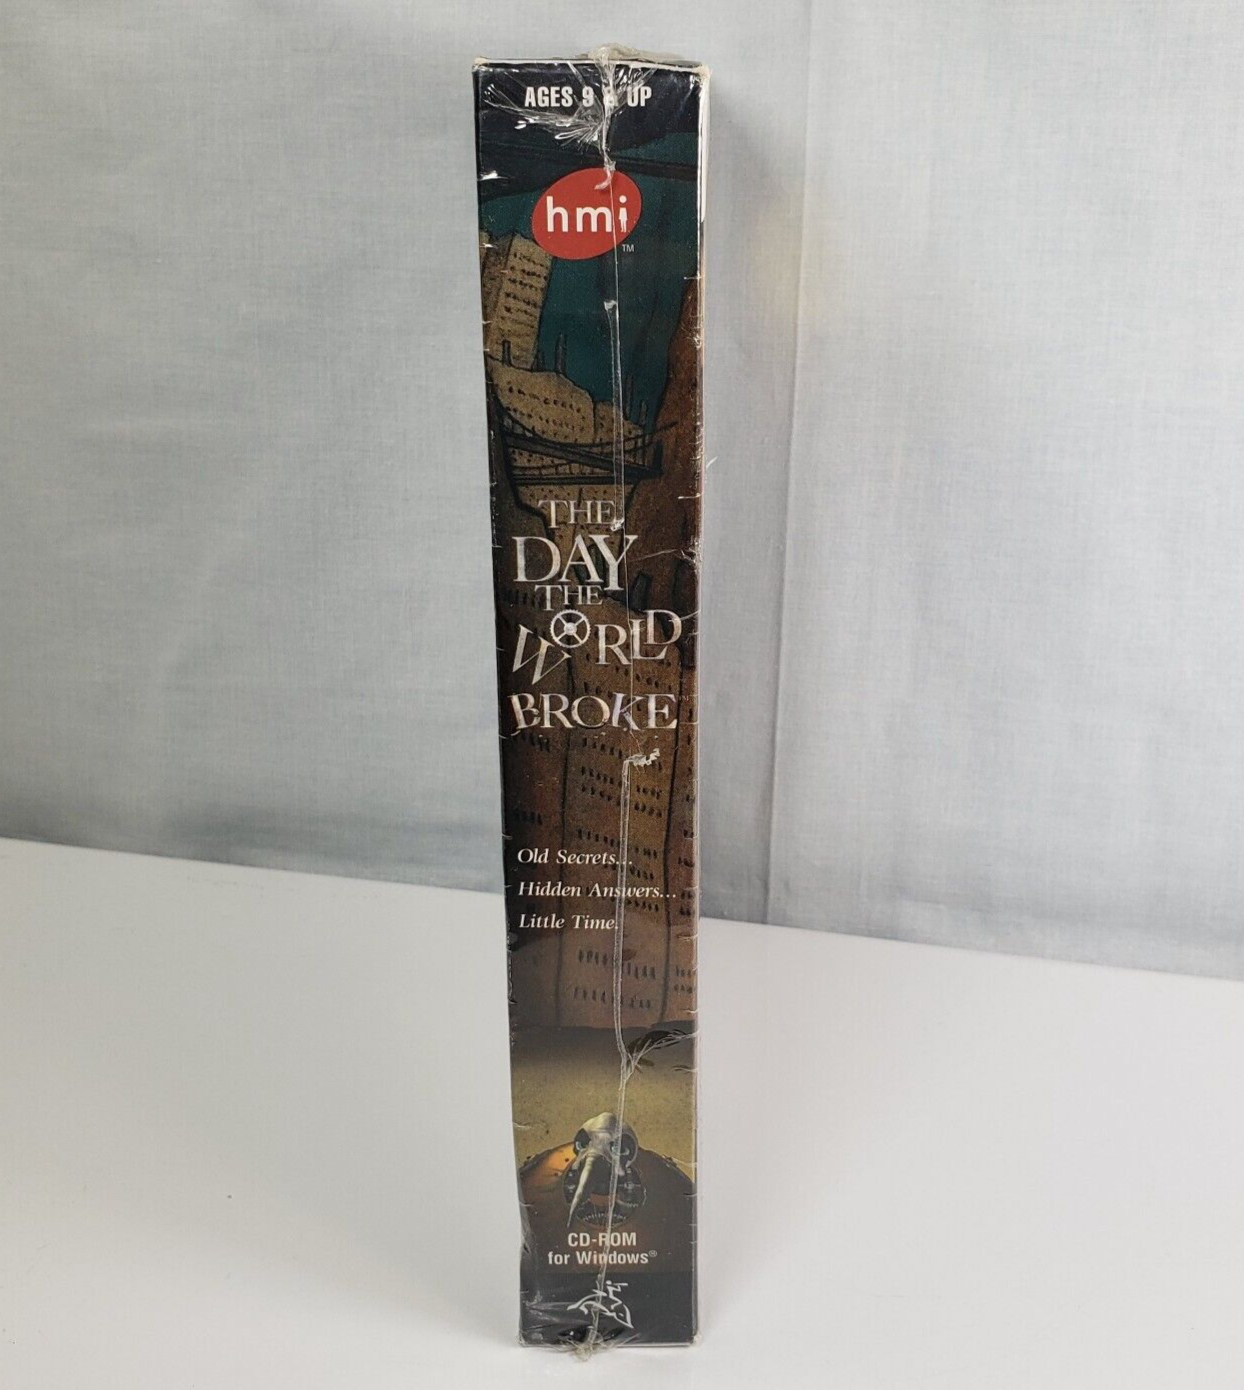 AGES 9 & UP
hmi
TM
THE
DAY
THE
WORLD
BROKE
Old Secrets...
Hidden Answers...
Little Time.
CD-ROM
for Windows®